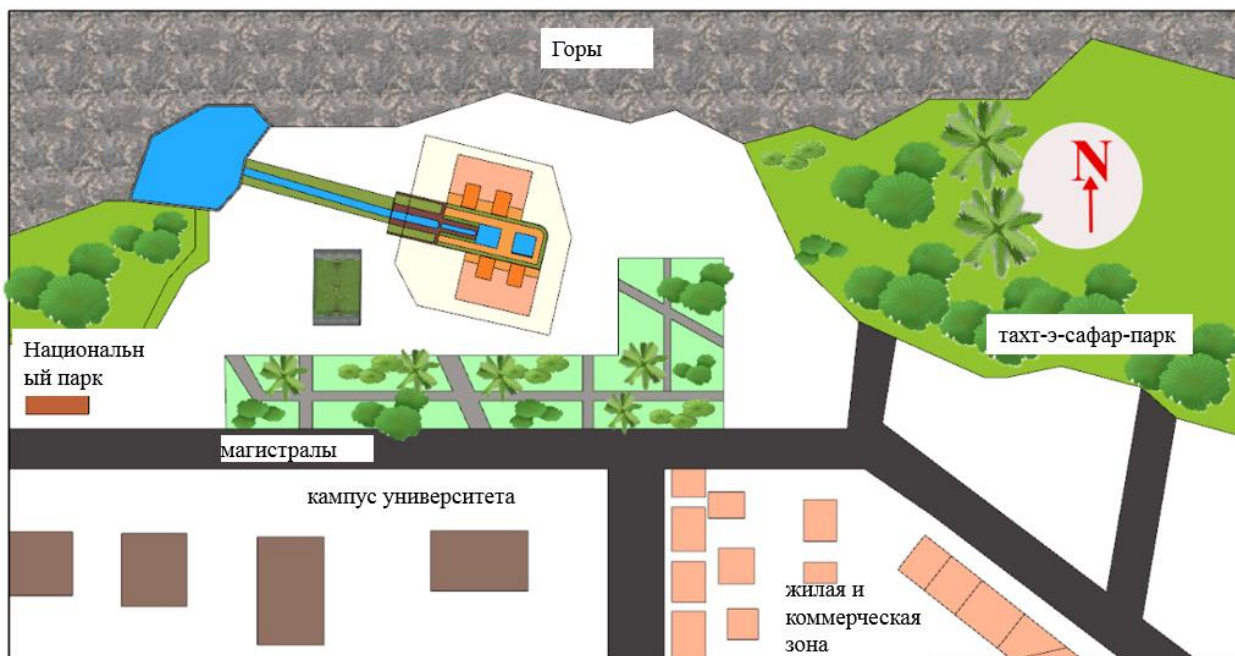 Горы
N
тахт-э-сафар-парк
Национальн
ый парк
магистралы
кампус университета
жилая и
коммерческая
зона